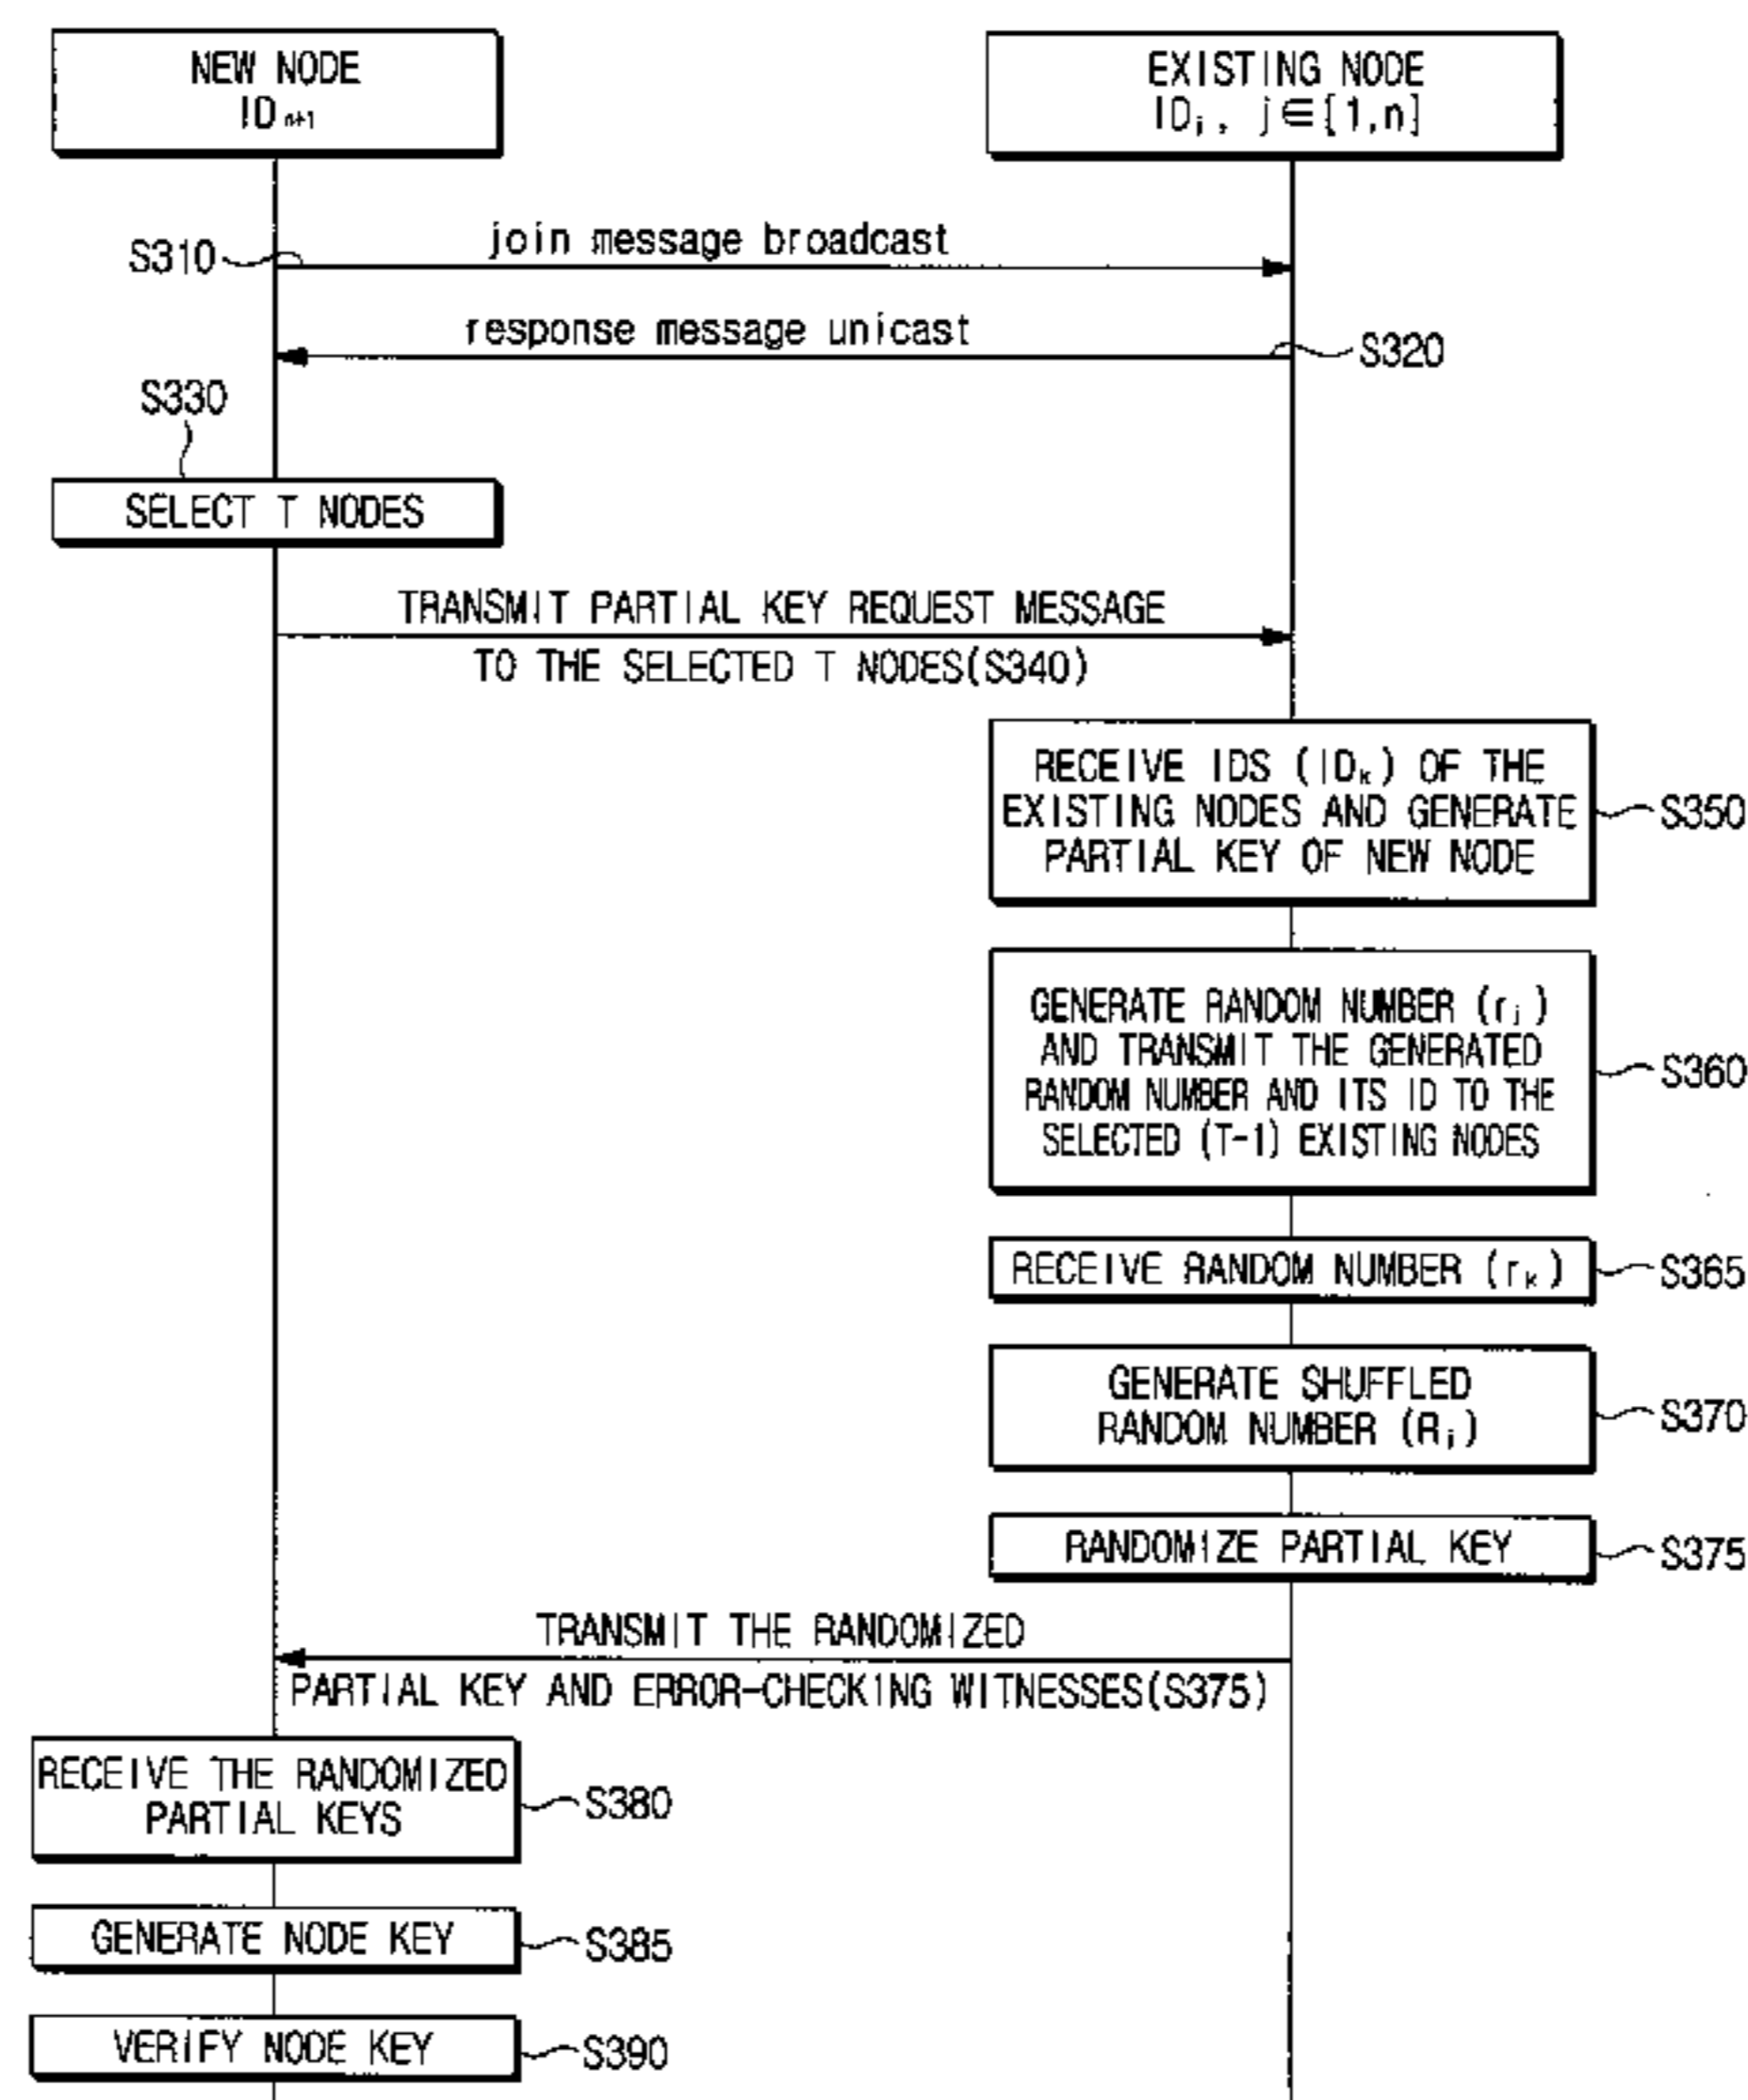 NEW NODE
IDn+1
EXISTING NODE
IDj, j∈[1,n]
S310
join message broadcast
response message unicast
S320
S330
SELECT T NODES
TRANSMIT PARTIAL KEY REQUEST MESSAGE
TO THE SELECTED T NODES(S340)
RECEIVE IDS (IDk) OF THE
EXISTING NODES AND GENERATE
PARTIAL KEY OF NEW NODE
S350
GENERATE RANDOM NUMBER (rj)
AND TRANSMIT THE GENERATED
RANDOM NUMBER AND ITS ID TO THE
SELECTED (T-1) EXISTING NODES
S360
RECEIVE RANDOM NUMBER (rk)
S365
GENERATE SHUFFLED
RANDOM NUMBER (Rj)
S370
RANDOMIZE PARTIAL KEY
S375
TRANSMIT THE RANDOMIZED
PARTIAL KEY AND ERROR-CHECKING WITNESSES(S375)
RECEIVE THE RANDOMIZED
PARTIAL KEYS
S380
GENERATE NODE KEY
S385
VERIFY NODE KEY
S390